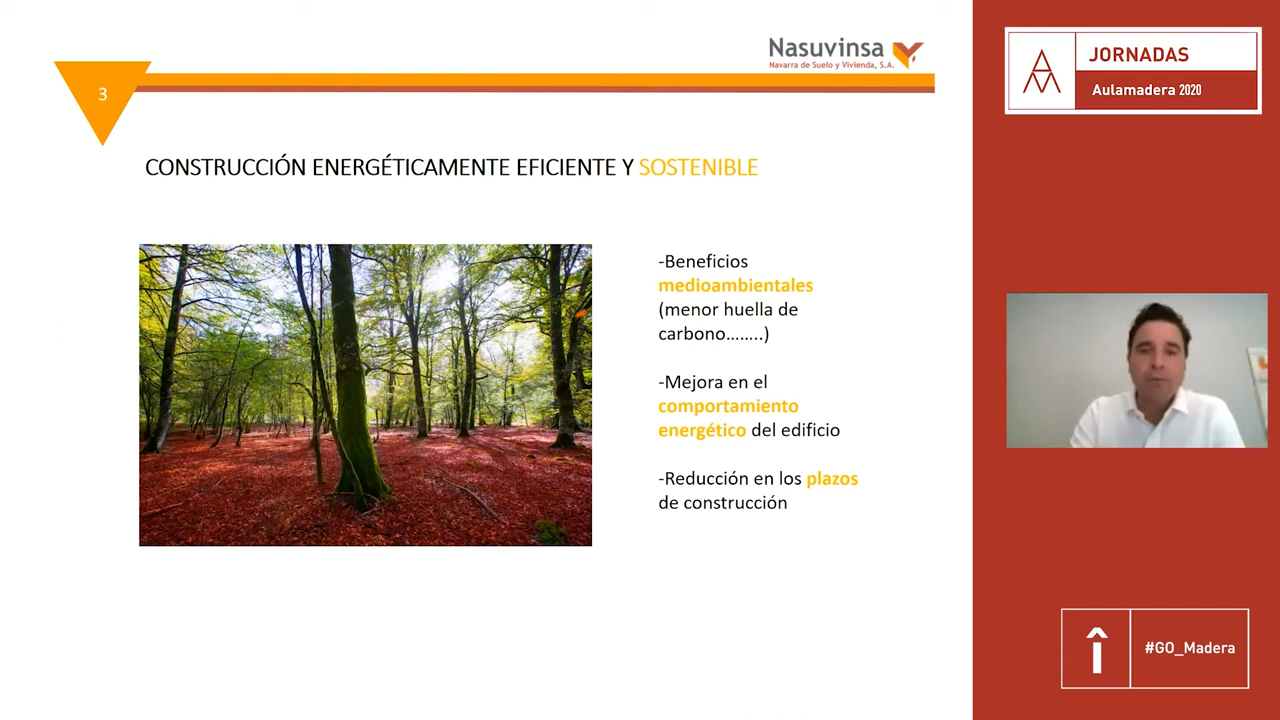 Nasuvinsa
Navarra de Suelo y Vivienda, S.A.
3
CONSTRUCCIÓN ENERGÉTICAMENTE EFICIENTE Y SOSTENIBLE
-Beneficios
medioambientales
(menor huella de
carbono……..)
-Mejora en el
comportamiento
energético del edificio
-Reducción en los plazos
de construcción
JORNADAS
Aulamadera 2020
#GO_Madera